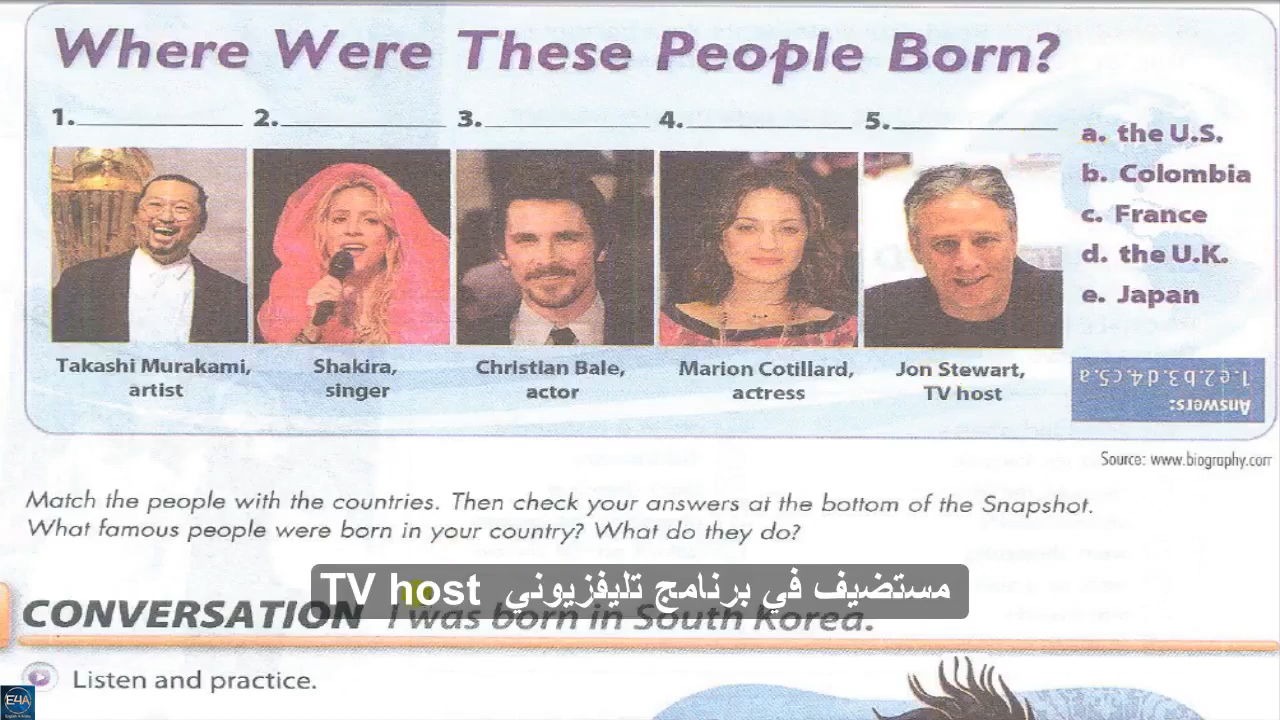 Where Were These People Born?
1. 2. 3. 4. 5.
a. the U.S.
b. Colombia
c. France
d. the U.K.
e. Japan
Takashi Murakami,
artist
Shakira,
singer
Christian Bale,
actor
Marion Cotillard,
actress
Jon Stewart,
TV host
Answers:
1. e 2. b 3. d 4. c 5. a
Source: www.biography.com
Match the people with the countries. Then check your answers at the bottom of the Snapshot.
What famous people were born in your country? What do they do?
TV host مستضيف في برنامج تليفزيوني
CONVERSATION I was born in South Korea.
Listen and practice.
E4A